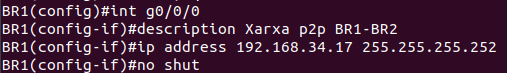 BR1(config)#int g0/0/0
BR1(config-if)#description Xarxa p2p BR1-BR2
BR1(config-if)#ip address 192.168.34.17 255.255.255.252
BR1(config-if)#no shut